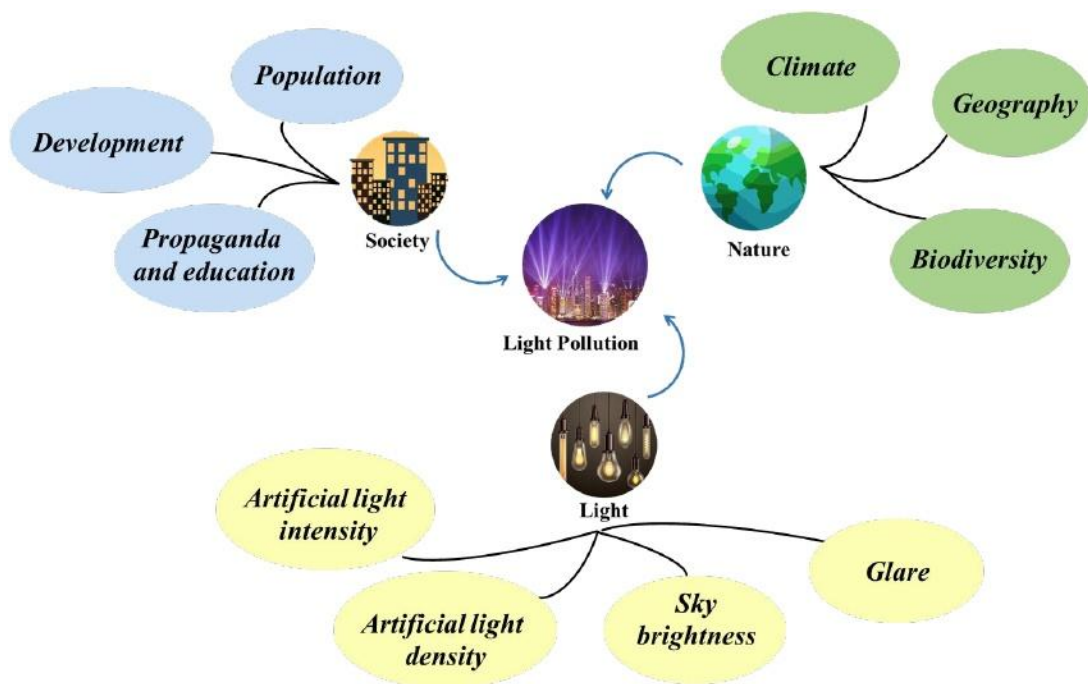 Population
Development
Propaganda
and education
Society
Climate
Geography
Biodiversity
Nature
Light Pollution
Light
Artificial light
intensity
Artificial light
density
Sky
brightness
Glare